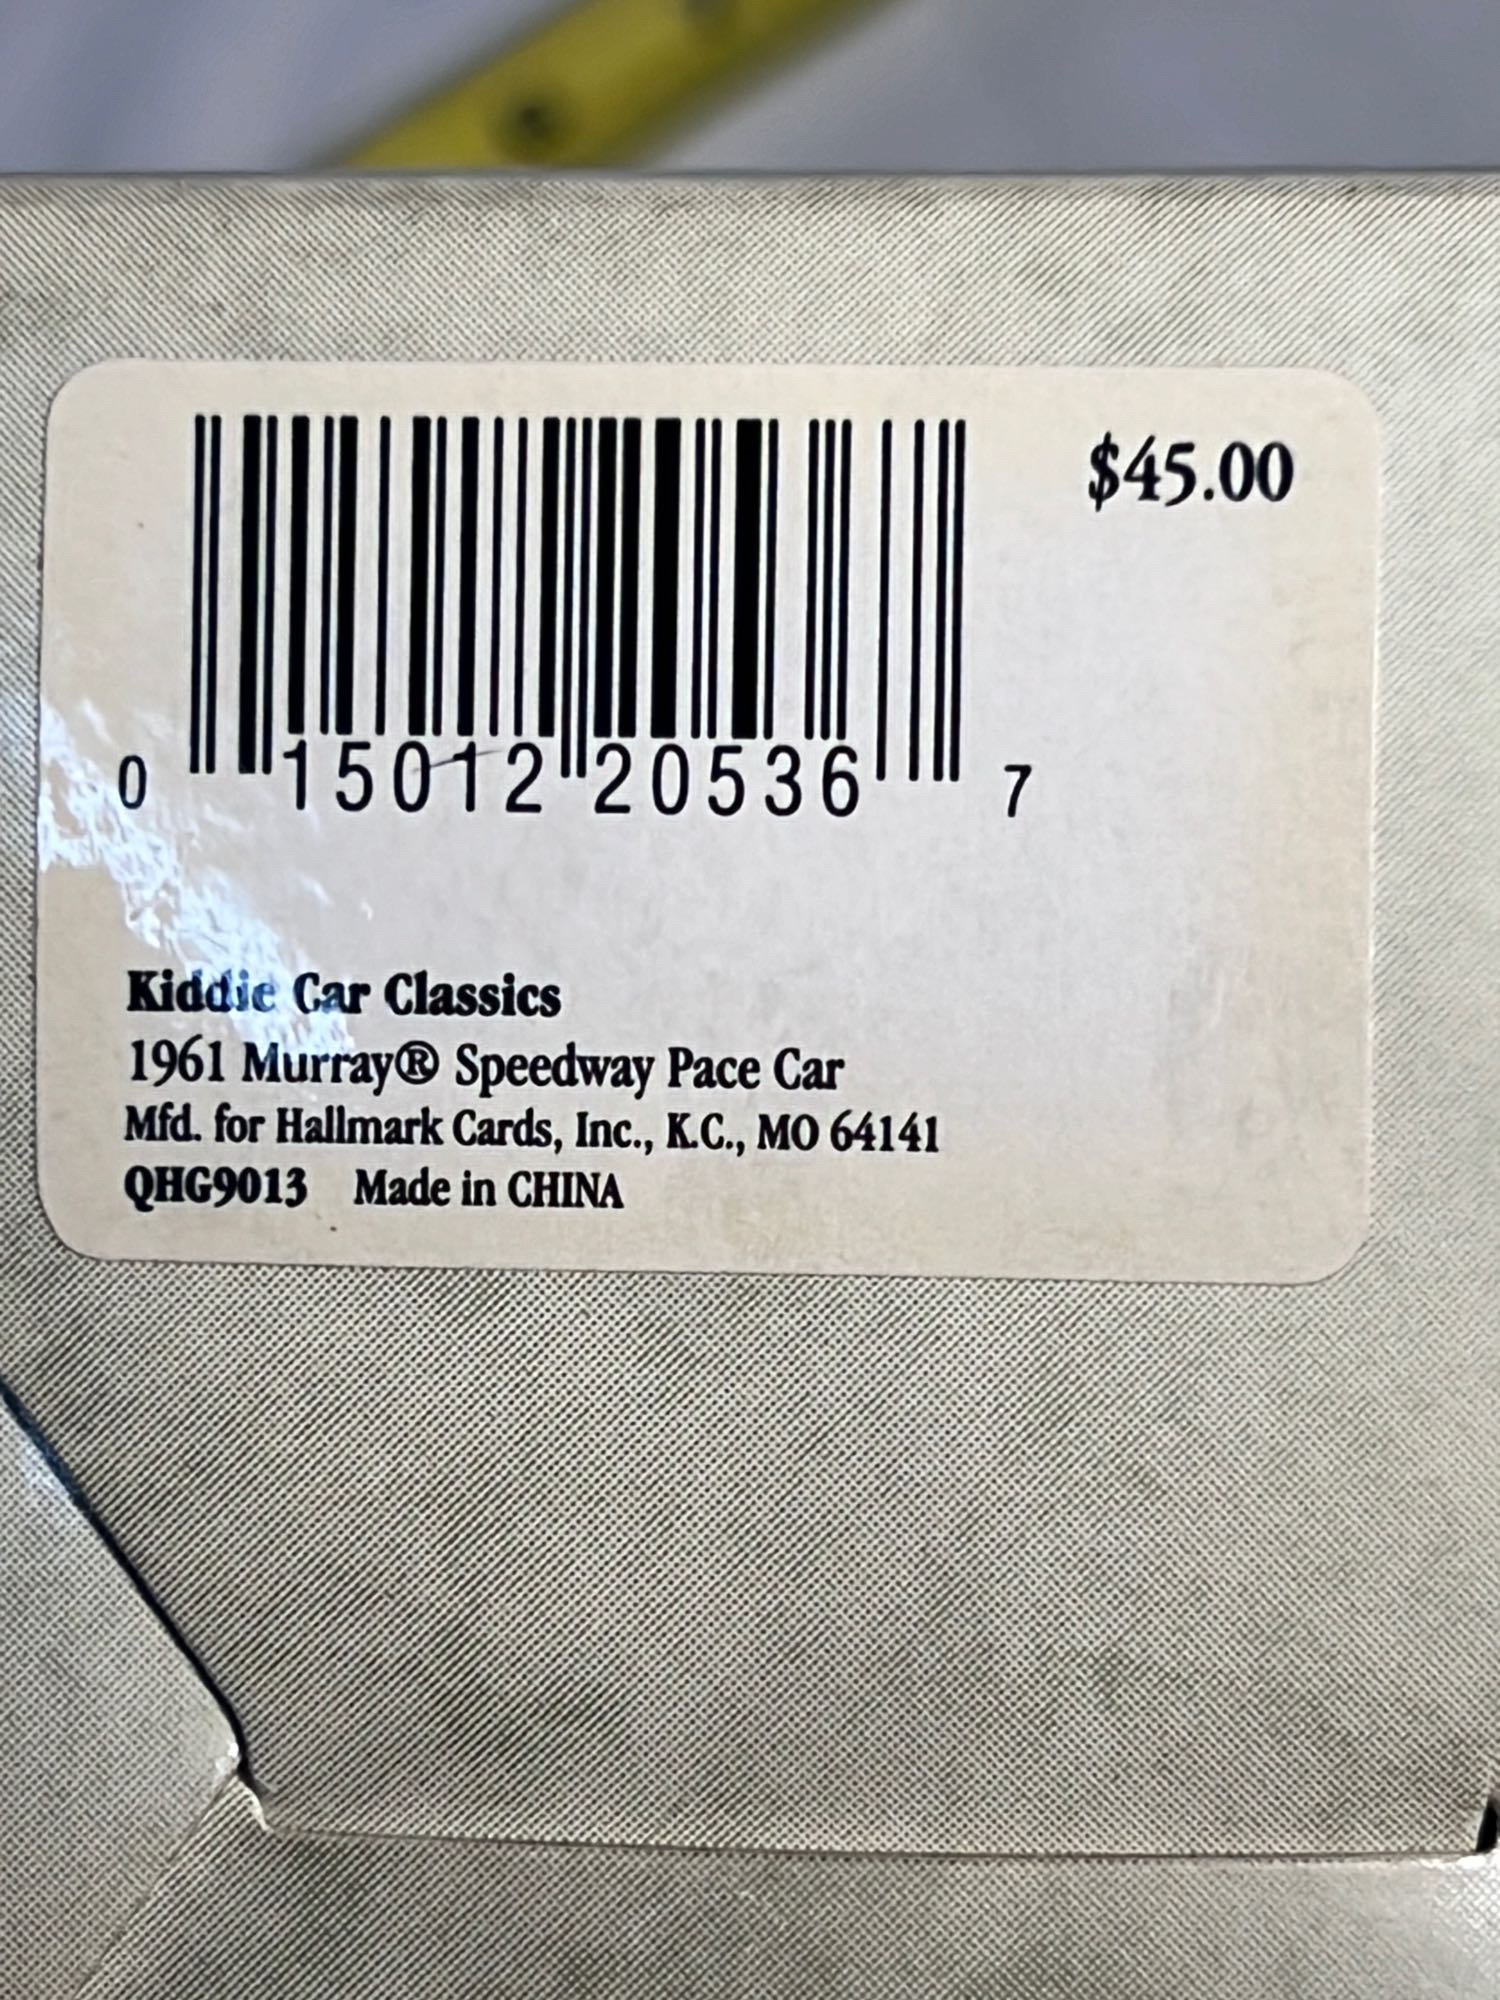 $45.00
0 15012 20536 7
Kiddie Car Classics
1961 Murray® Speedway Pace Car
Mfd. for Hallmark Cards, Inc., K.C., MO 64141
QHG9013 Made in CHINA